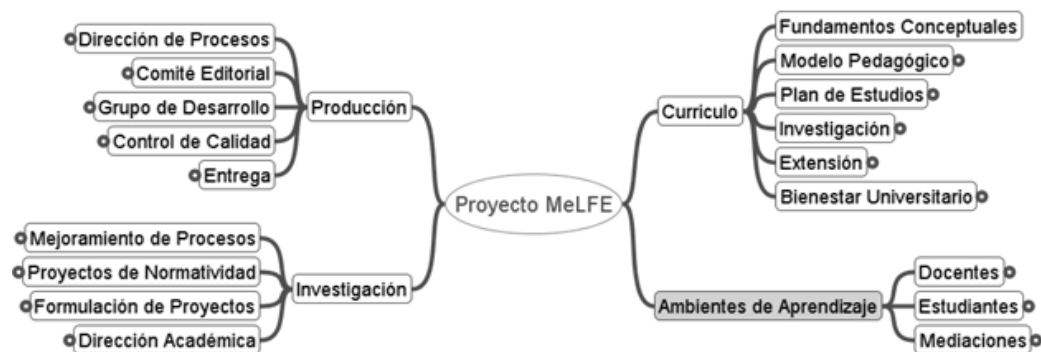 Proyecto MeLFE
Producción
Dirección de Procesos
Comité Editorial
Grupo de Desarrollo
Control de Calidad
Entrega
Investigación
Mejoramiento de Procesos
Proyectos de Normatividad
Formulación de Proyectos
Dirección Académica
Curriculo
Fundamentos Conceptuales
Modelo Pedagógico
Plan de Estudios
Investigación
Extensión
Bienestar Universitario
Ambientes de Aprendizaje
Docentes
Estudiantes
Mediaciones